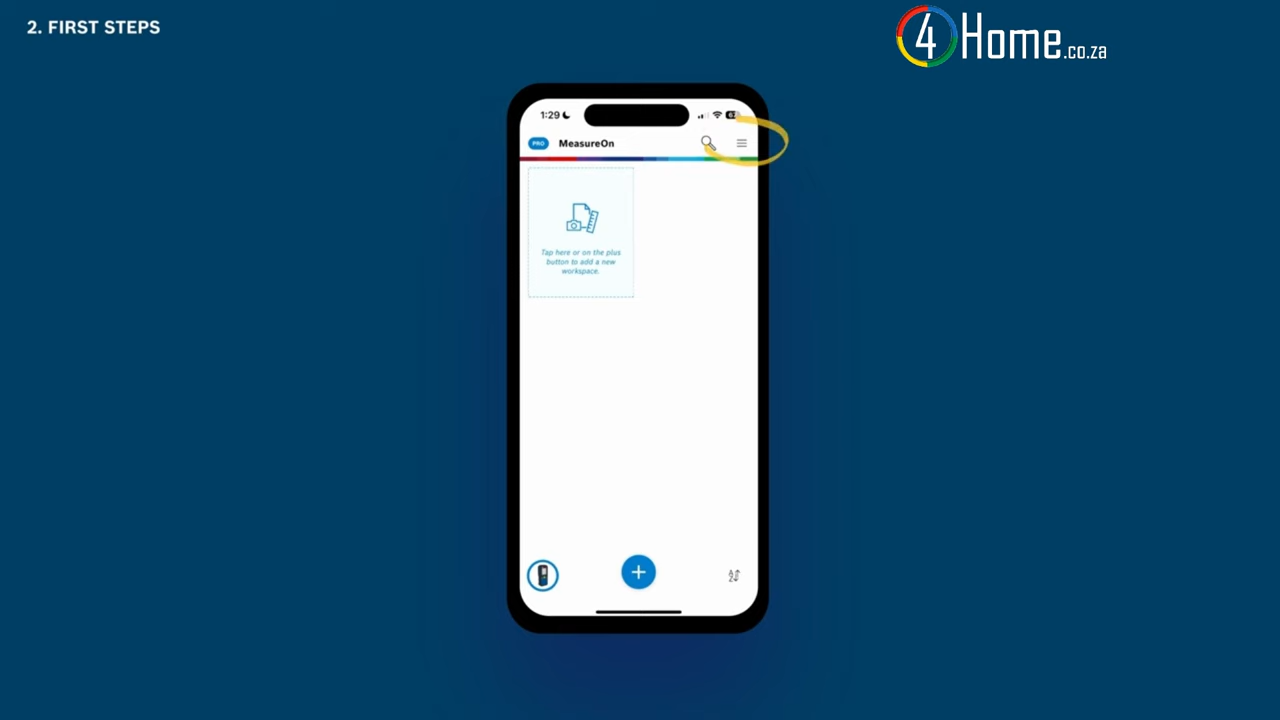 2. FIRST STEPS
4Home.co.za
1:29
PRO
MeasureOn
Tap here or on the plus
button to add a new
workspace.